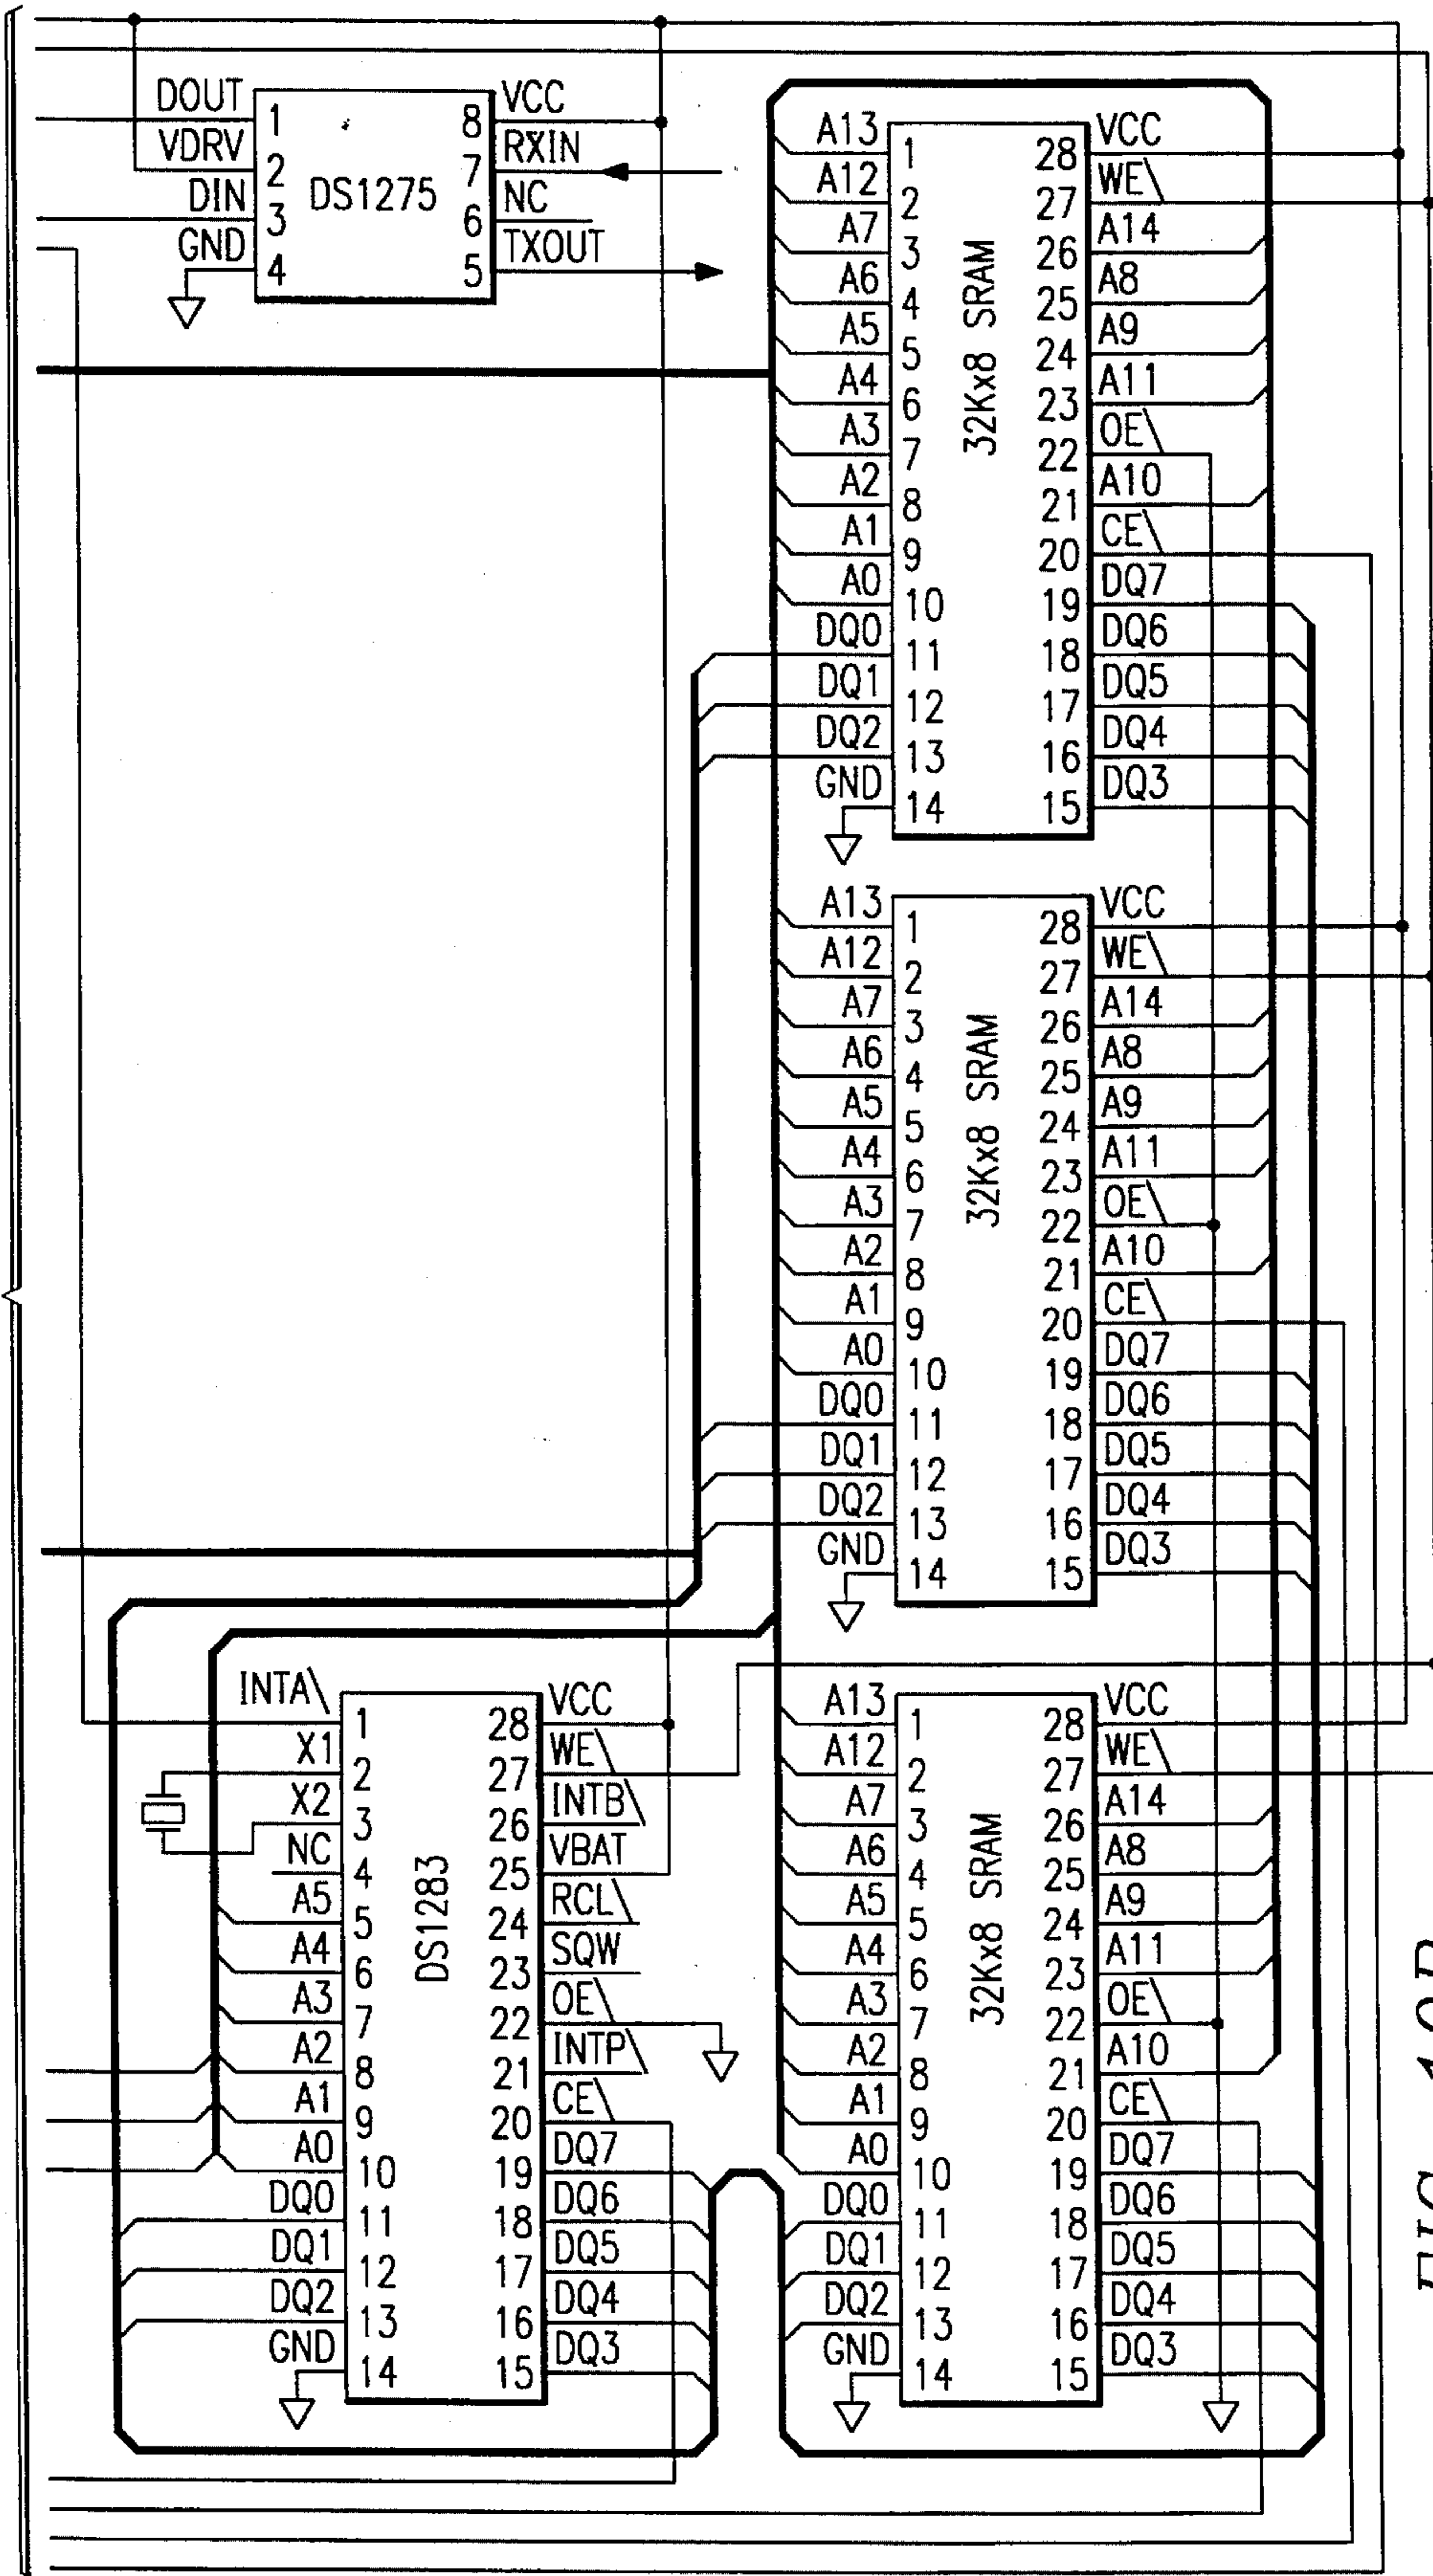 DOUT
VDRV
DIN
GND
1
2
3
4
DS1275
8
7
6
5
VCC
RXIN
NC
TXOUT
A13
A12
A7
A6
A5
A4
A3
A2
A1
A0
DQ0
DQ1
DQ2
GND
1
2
3
4
5
6
7
8
9
10
11
12
13
14
32Kx8 SRAM
28
27
26
25
24
23
22
21
20
19
18
17
16
15
VCC
WE\
A14
A8
A9
A11
OE\
A10
CE\
DQ7
DQ6
DQ5
DQ4
DQ3
A13
A12
A7
A6
A5
A4
A3
A2
A1
A0
DQ0
DQ1
DQ2
GND
1
2
3
4
5
6
7
8
9
10
11
12
13
14
32Kx8 SRAM
28
27
26
25
24
23
22
21
20
19
18
17
16
15
VCC
WE\
A14
A8
A9
A11
OE\
A10
CE\
DQ7
DQ6
DQ5
DQ4
DQ3
INTA\
X1
X2
NC
A5
A4
A3
A2
A1
A0
DQ0
DQ1
DQ2
GND
1
2
3
4
5
6
7
8
9
10
11
12
13
14
DS1283
28
27
26
25
24
23
22
21
20
19
18
17
16
15
VCC
WE\
INTB\
VBAT
RCL\
SQW
OE\
INTP\
CE\
DQ7
DQ6
DQ5
DQ4
DQ3
A13
A12
A7
A6
A5
A4
A3
A2
A1
A0
DQ0
DQ1
DQ2
GND
1
2
3
4
5
6
7
8
9
10
11
12
13
14
32Kx8 SRAM
28
27
26
25
24
23
22
21
20
19
18
17
16
15
VCC
WE\
A14
A8
A9
A11
OE\
A10
CE\
DQ7
DQ6
DQ5
DQ4
DQ3